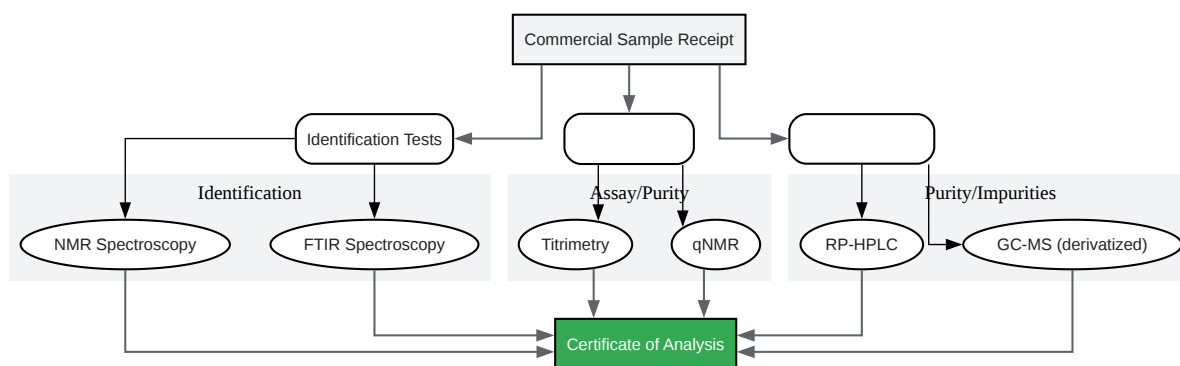 Commercial Sample Receipt
Identification Tests
Identification
Assay/Purity
Purity/Impurities
NMR Spectroscopy
FTIR Spectroscopy
Titrimetry
qNMR
RP-HPLC
GC-MS (derivatized)
Certificate of Analysis